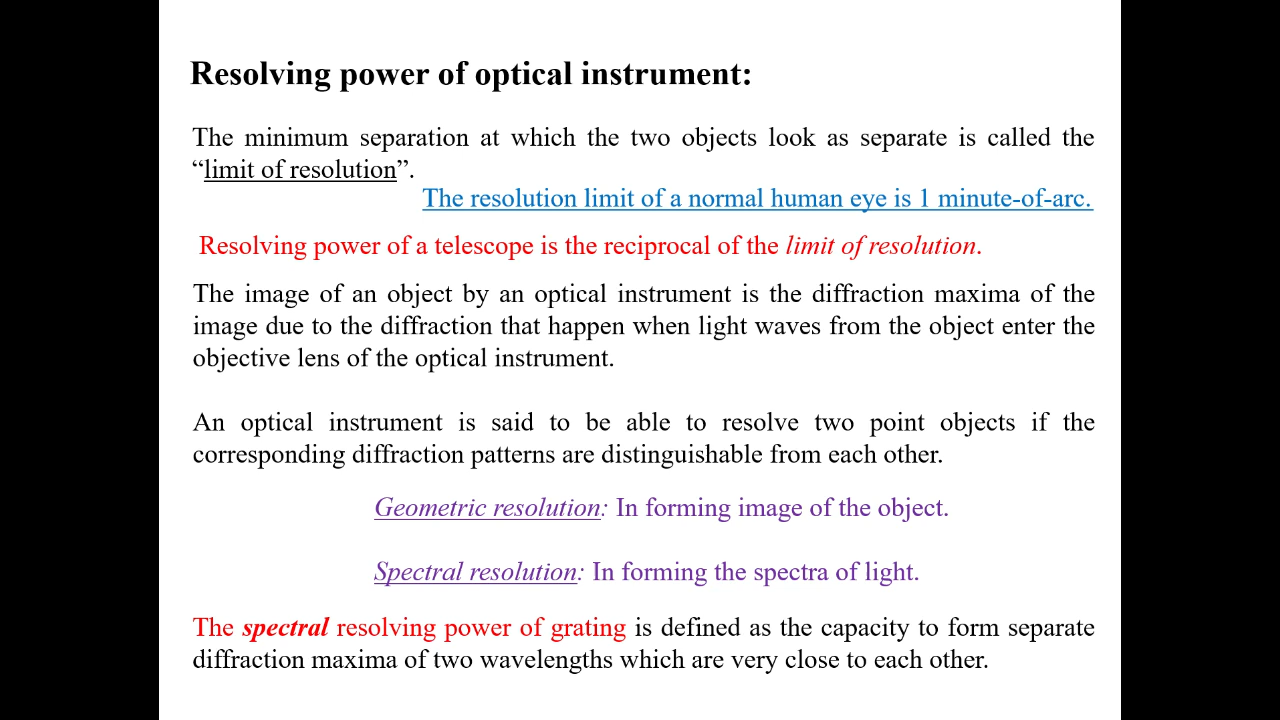 Resolving power of optical instrument:
The minimum separation at which the two objects look as separate is called the
“limit of resolution”.
The resolution limit of a normal human eye is 1 minute-of-arc.
Resolving power of a telescope is the reciprocal of the limit of resolution.
The image of an object by an optical instrument is the diffraction maxima of the
image due to the diffraction that happen when light waves from the object enter the
objective lens of the optical instrument.
An optical instrument is said to be able to resolve two point objects if the
corresponding diffraction patterns are distinguishable from each other.
Geometric resolution: In forming image of the object.
Spectral resolution: In forming the spectra of light.
The spectral resolving power of grating is defined as the capacity to form separate
diffraction maxima of two wavelengths which are very close to each other.